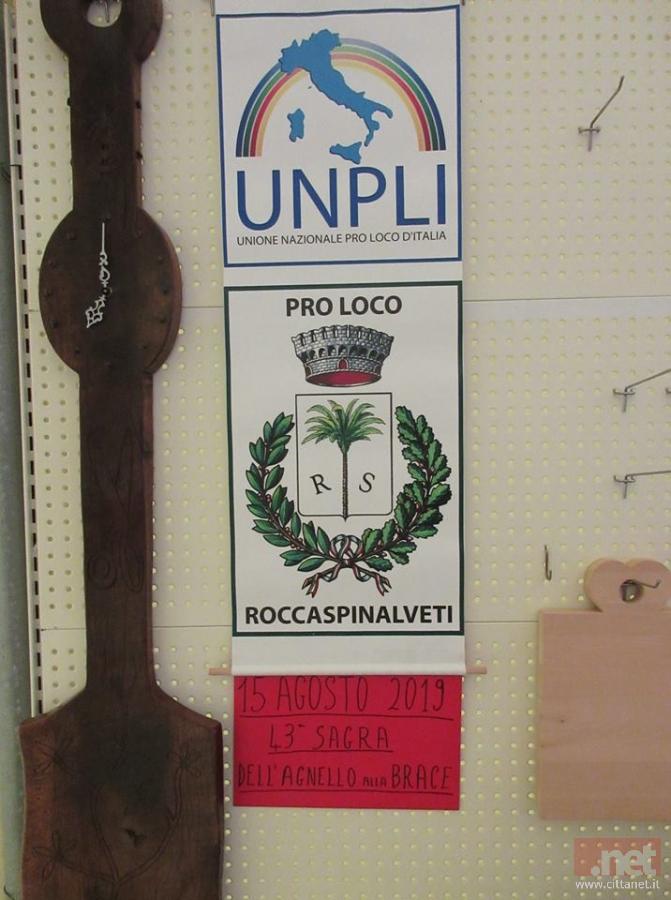 UNPLI
UNIONE NAZIONALE PRO LOCO D'ITALIA
PRO LOCO
R S
ROCCASPINALVETI
15 AGOSTO 2019
43^ SAGRA
DELL'AGNELLO ALLA BRACE
.net
www.cittanet.it